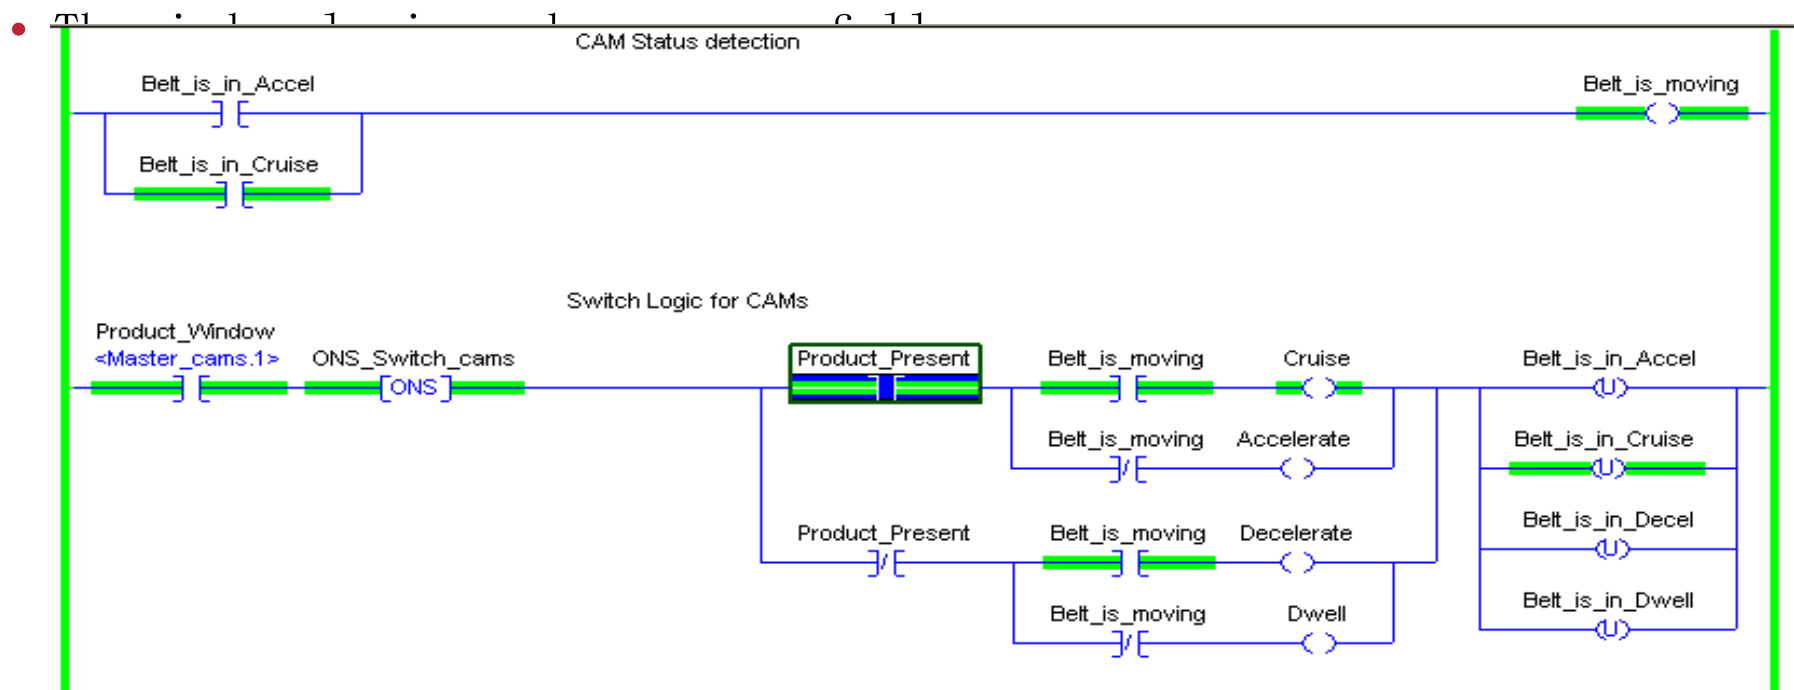 CAM Status detection
Belt_is_in_Accel Belt_is_moving
Belt_is_in_Cruise
Switch Logic for CAMs
Product_Window
<Master_cams.1> ONS_Switch_cams Product_Present Belt_is_moving Cruise Belt_is_in_Accel
ONS U
Belt_is_moving Accelerate Belt_is_in_Cruise
U
Product_Present Belt_is_moving Decelerate Belt_is_in_Decel
U
Belt_is_moving Dwell Belt_is_in_Dwell
U